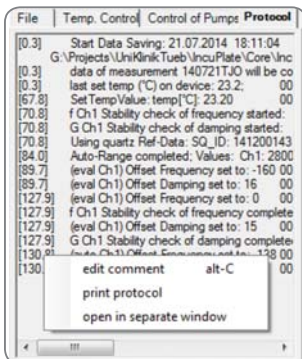 File Temp. Control Control of Pumps Protocol
[0.3] Start Data Saving: 21.07.2014 18:11:04
G:\Projects\UniKlinikTueb\IncuPlate\Core\Inc
[0.3] data of measurement 140721TJO will be co
[0.3] last set temp (°C) on device: 23.2; 00
[67.8] SetTempValue: temp[°C]: 23.20 00
[70.8] f Ch1 Stability check of frequency started:
[70.8] G Ch1 Stability check of damping started:
[70.8] Using quartz Ref-Data: SQ_ID: 141200143
[84.0] Auto-Range completed; Values: Ch1: 2800
[89.7] (eval Ch1) Offset Frequency set to: -160 00
[89.7] (eval Ch1) Offset Damping set to: 16 00
[127.9] (eval Ch1) Offset Frequency set to: 0 00
[127.9] f Ch1 Stability check of frequency complete
[127.9] (eval Ch1) Offset Damping set to: 15 00
[127.9] G Ch1 Stability check of damping complete
[130.8] 138 00
[130. 00
edit comment alt-C
print protocol
open in separate window